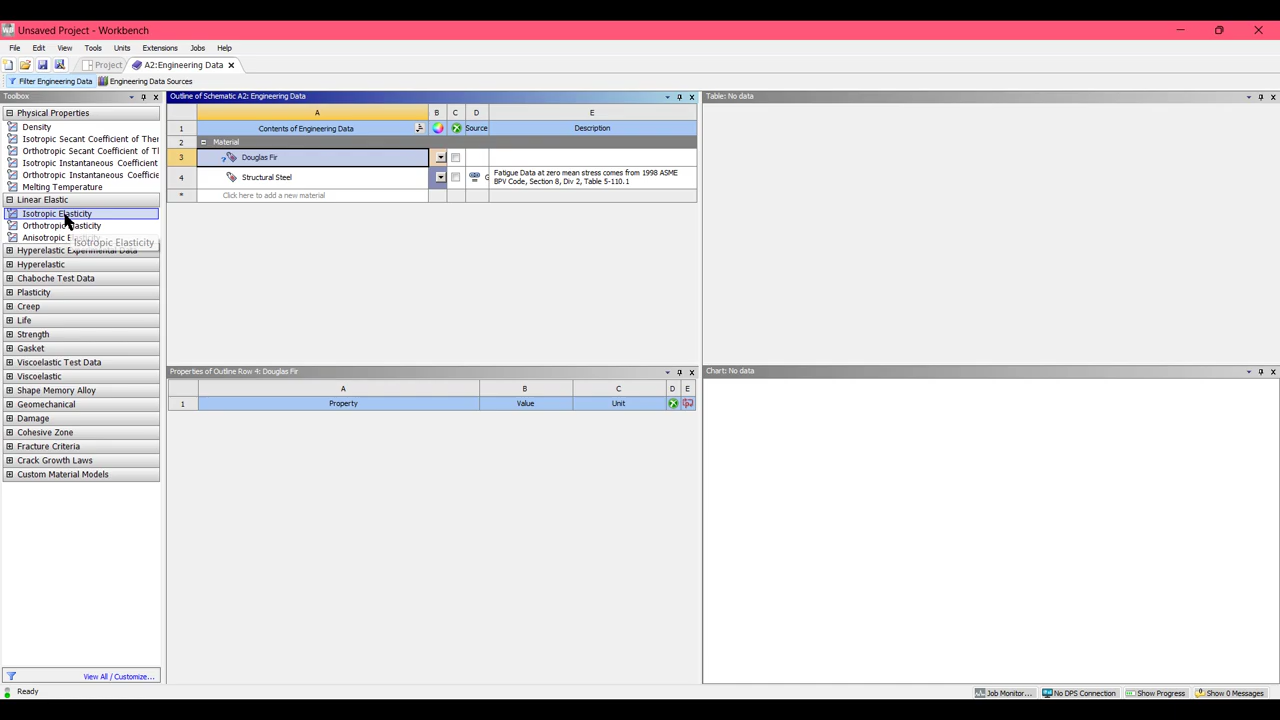 Unsaved Project - Workbench
File Edit View Tools Units Extensions Jobs Help
Project A2:Engineering Data
Filter Engineering Data Engineering Data Sources
Toolbox
Physical Properties
Density
Isotropic Secant Coefficient of Ther
Orthotropic Secant Coefficient of Tl
Isotropic Instantaneous Coefficient
Orthotropic Instantaneous Coefficie
Melting Temperature
Linear Elastic
Isotropic Elasticity
Orthotropic Elasticity
Anisotropic E
Isotropic Elasticity
Hyperelastic Experimental Data
Hyperelastic
Chaboche Test Data
Plasticity
Creep
Life
Strength
Gasket
Viscoelastic Test Data
Viscoelastic
Shape Memory Alloy
Geomechanical
Damage
Cohesive Zone
Fracture Criteria
Crack Growth Laws
Custom Material Models
View All / Customize...
Outline of Schematic A2: Engineering Data
A B C D E
1 Contents of Engineering Data Source Description
2 Material
3 ? Douglas Fir
4 Structural Steel Fatigue Data at zero mean stress comes from 1998 ASME
BPV Code, Section 8, Div 2, Table 5-110.1
* Click here to add a new material
Properties of Outline Row 4: Douglas Fir
A B C D E
1 Property Value Unit
Table: No data
Chart: No data
Ready
Job Monitor... No DPS Connection Show Progress Show 0 Messages